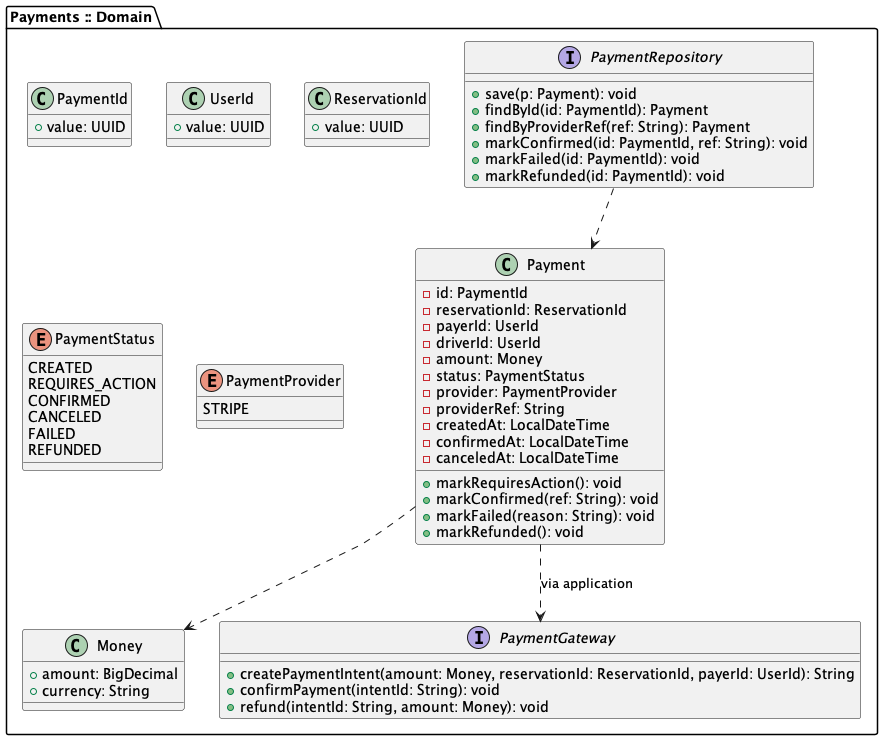 Payments :: Domain
C PaymentId
value: UUID
C UserId
value: UUID
C ReservationId
value: UUID
I PaymentRepository
save(p: Payment): void
findById(id: PaymentId): Payment
findByProviderRef(ref: String): Payment
markConfirmed(id: PaymentId, ref: String): void
markFailed(id: PaymentId): void
markRefunded(id: PaymentId): void
E PaymentStatus
CREATED
REQUIRES_ACTION
CONFIRMED
CANCELED
FAILED
REFUNDED
E PaymentProvider
STRIPE
C Payment
id: PaymentId
reservationId: ReservationId
payerId: UserId
driverId: UserId
amount: Money
status: PaymentStatus
provider: PaymentProvider
providerRef: String
createdAt: LocalDateTime
confirmedAt: LocalDateTime
canceledAt: LocalDateTime
markRequiresAction(): void
markConfirmed(ref: String): void
markFailed(reason: String): void
markRefunded(): void
via application
C Money
amount: BigDecimal
currency: String
I PaymentGateway
createPaymentIntent(amount: Money, reservationId: ReservationId, payerId: UserId): String
confirmPayment(intentId: String): void
refund(intentId: String, amount: Money): void